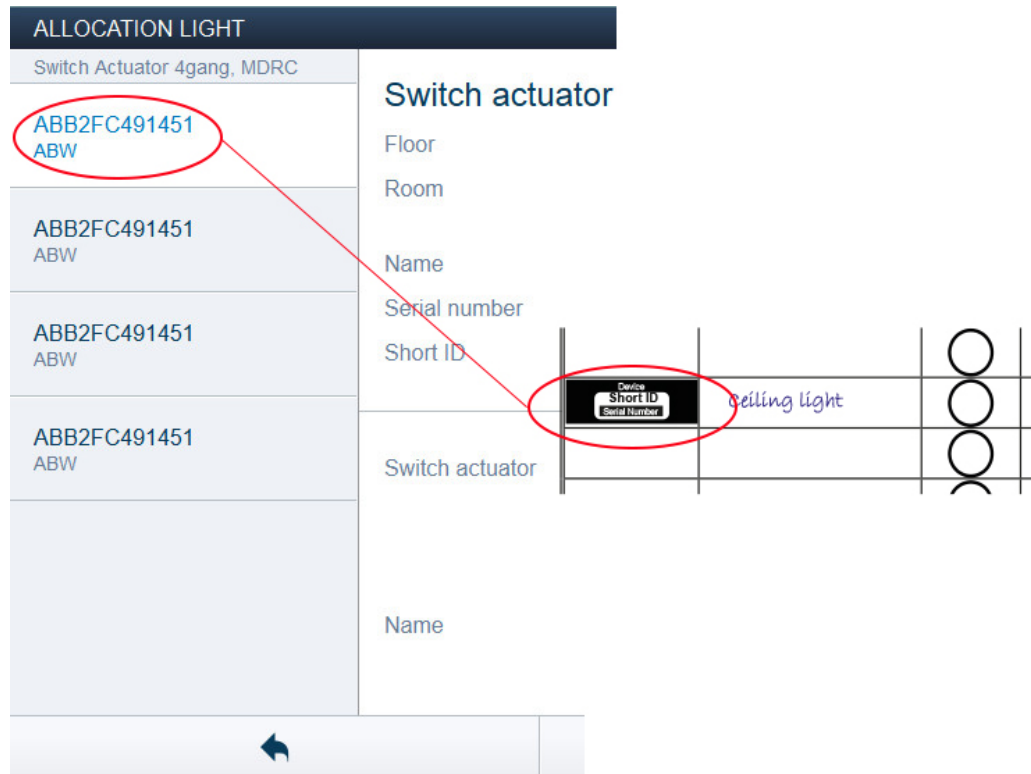 ALLOCATION LIGHT
Switch Actuator 4gang, MDRC
ABB2FC491451
ABW
ABB2FC491451
ABW
ABB2FC491451
ABW
ABB2FC491451
ABW
Switch actuator
Floor
Room
Name
Serial number
Short ID
Switch actuator
Name
Device
Short ID
Serial Number
Ceiling light